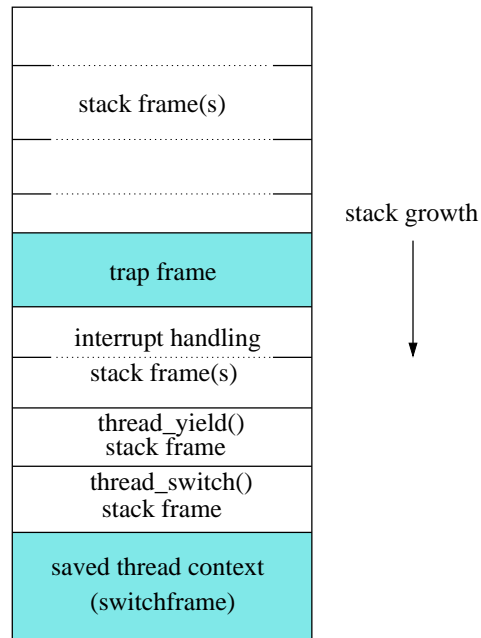 stack frame(s)
stack growth
trap frame
interrupt handling
stack frame(s)
thread_yield()
stack frame
thread_switch()
stack frame
saved thread context
(switchframe)